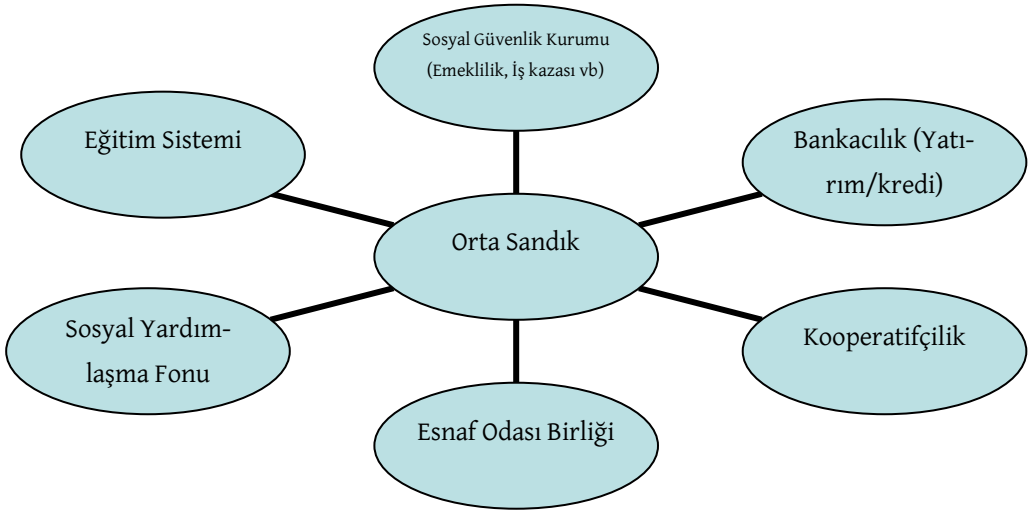 Sosyal Güvenlik Kurumu
(Emeklilik, İş kazası vb)
Eğitim Sistemi
Bankacılık (Yatı-
rım/kredi)
Orta Sandık
Sosyal Yardım-
laşma Fonu
Kooperatifçilik
Esnaf Odası Birliği